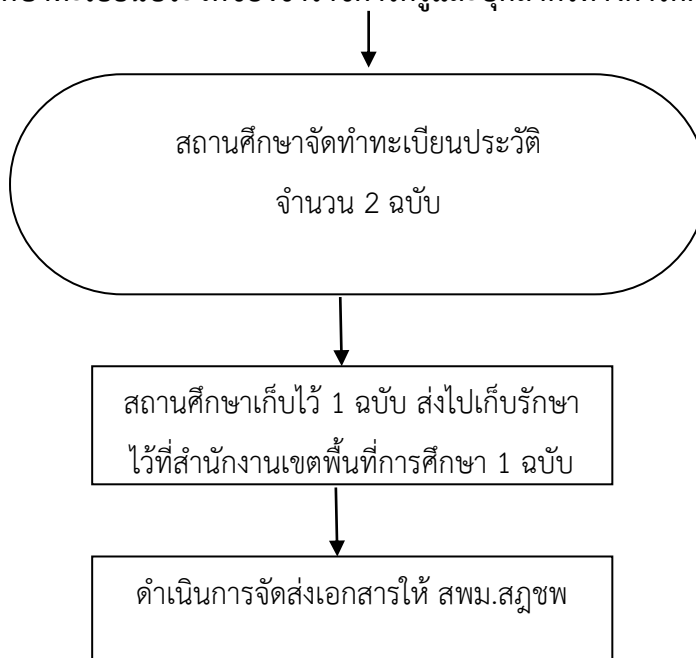 สถานศึกษาจัดทำทะเบียนประวัติ
จำนวน 2 ฉบับ
สถานศึกษาเก็บไว้ 1 ฉบับ ส่งไปเก็บรักษา
ไว้ที่สำนักงานเขตพื้นที่การศึกษา 1 ฉบับ
ดำเนินการจัดส่งเอกสารให้ สพม.สฎชพ